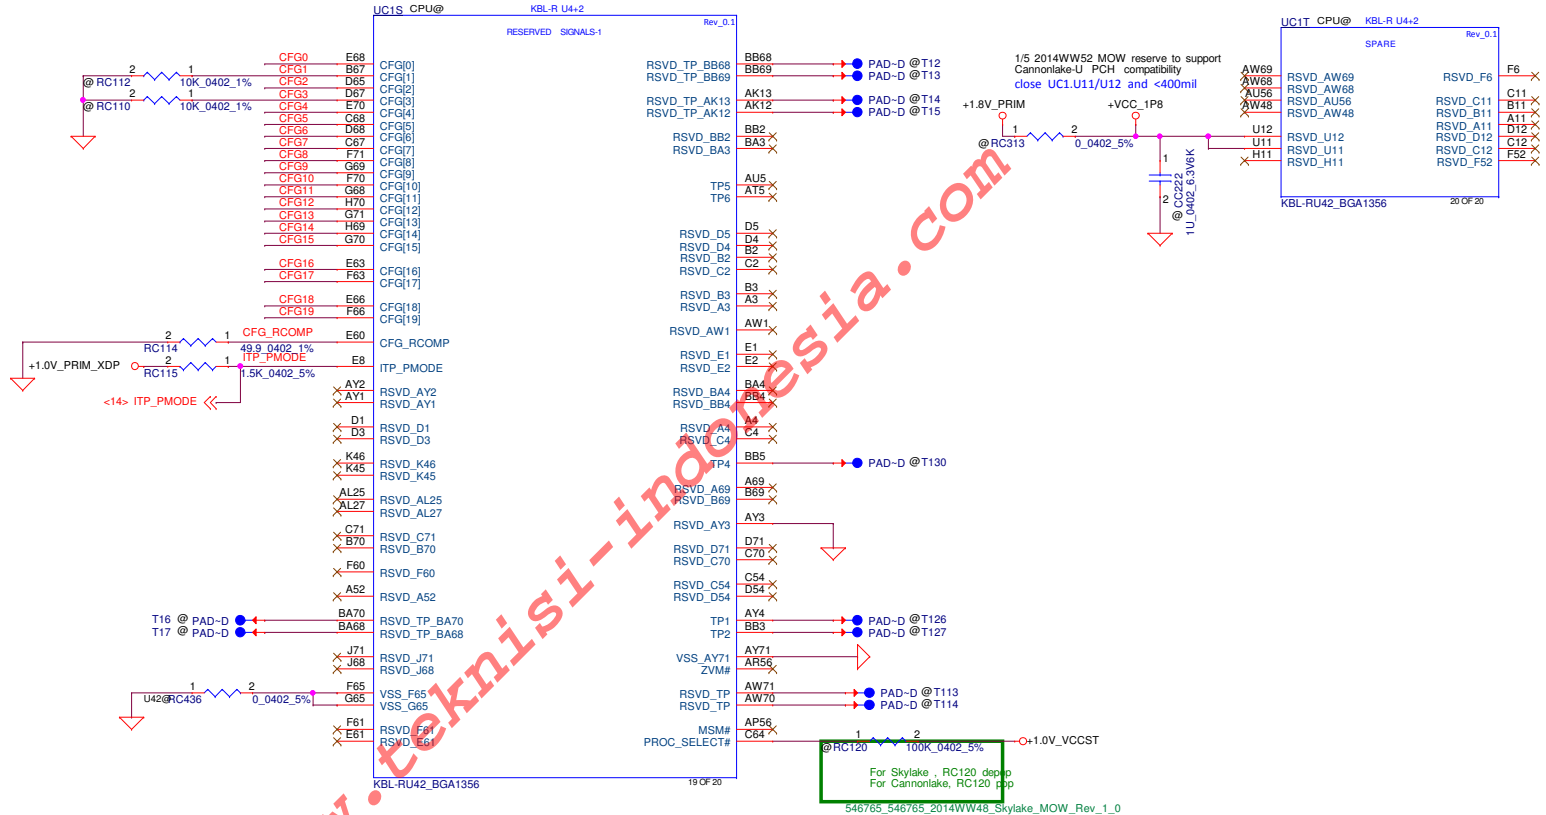 UC1S CPU@ KBL-R U4+2
Rev_0.1
RESERVED SIGNALS-1
CFG0 E68 CFG[0]
CFG1 B67 CFG[1]
CFG2 D65 CFG[2]
CFG3 D67 CFG[3]
CFG4 E70 CFG[4]
CFG5 C68 CFG[5]
CFG6 D68 CFG[6]
CFG7 C67 CFG[7]
CFG8 F71 CFG[8]
CFG9 G69 CFG[9]
CFG10 F70 CFG[10]
CFG11 G68 CFG[11]
CFG12 H70 CFG[12]
CFG13 G71 CFG[13]
CFG14 H69 CFG[14]
CFG15 G70 CFG[15]
CFG16 E63 CFG[16]
CFG17 F63 CFG[17]
CFG18 E66 CFG[18]
CFG19 F66 CFG[19]
2 1
@ RC112 10K_0402_1%
2 1
@ RC110 10K_0402_1%
CFG_RCOMP E60 CFG_RCOMP
2 1
RC114 49.9_0402_1%
ITP_PMODE E8 ITP_PMODE
+1.0V_PRIM_XDP 2 1
RC115 1.5K_0402_5%
<14> ITP_PMODE
AY2 RSVD_AY2
AY1 RSVD_AY1
D1 RSVD_D1
D3 RSVD_D3
K46 RSVD_K46
K45 RSVD_K45
AL25 RSVD_AL25
AL27 RSVD_AL27
C71 RSVD_C71
B70 RSVD_B70
F60 RSVD_F60
A52 RSVD_A52
T16 @ PAD~D BA70 RSVD_TP_BA70
T17 @ PAD~D BA68 RSVD_TP_BA68
J71 RSVD_J71
J68 RSVD_J68
U42@RC436 1 2 0_0402_5%
F65 VSS_F65
G65 VSS_G65
F61 RSVD_F61
E61 RSVD_E61
KBL-RU42_BGA1356
19 OF 20
RSVD_TP_BB68 BB68 PAD~D @T12
RSVD_TP_BB69 BB69 PAD~D @T13
RSVD_TP_AK13 AK13 PAD~D @T14
RSVD_TP_AK12 AK12 PAD~D @T15
RSVD_BB2 BB2
RSVD_BA3 BA3
TP5 AU5
TP6 AT5
RSVD_D5 D5
RSVD_D4 D4
RSVD_B2 B2
RSVD_C2 C2
RSVD_B3 B3
RSVD_A3 A3
RSVD_AW1 AW1
RSVD_E1 E1
RSVD_E2 E2
RSVD_BA4 BA4
RSVD_BB4 BB4
RSVD_A4 A4
RSVD_C4 C4
TP4 BB5 PAD~D @T130
RSVD_A69 A69
RSVD_B69 B69
RSVD_AY3 AY3
RSVD_D71 D71
RSVD_C70 C70
RSVD_C54 C54
RSVD_D54 D54
TP1 AY4 PAD~D @T126
TP2 BB3 PAD~D @T127
VSS_AY71 AY71
ZVM# AR56
RSVD_TP AW71 PAD~D @T113
RSVD_TP AW70 PAD~D @T114
MSM# AP56
PROC_SELECT# C64
1 2 +1.0V_VCCST
@RC120 100K_0402_5%
For Skylake , RC120 depop
For Cannonlake, RC120 pop
546765_546765_2014WW48_Skylake_MOW_Rev_1_0
1/5 2014WW52 MOW reserve to support
Cannonlake-U PCH compatibility
close UC1.U11/U12 and <400mil
+1.8V_PRIM +VCC_1P8
1 2
@RC313 0_0402_5%
1
2
@ CC222
1U_0402_6.3V6K
UC1T CPU@ KBL-R U4+2
Rev_0.1
SPARE
AW69 RSVD_AW69
AW68 RSVD_AW68
AU56 RSVD_AU56
AW48 RSVD_AW48
U12 RSVD_U12
U11 RSVD_U11
H11 RSVD_H11
RSVD_F6 F6
RSVD_C11 C11
RSVD_B11 B11
RSVD_A11 A11
RSVD_D12 D12
RSVD_C12 C12
RSVD_F52 F52
KBL-RU42_BGA1356
20 OF 20
w.teknisi-indonesia.com